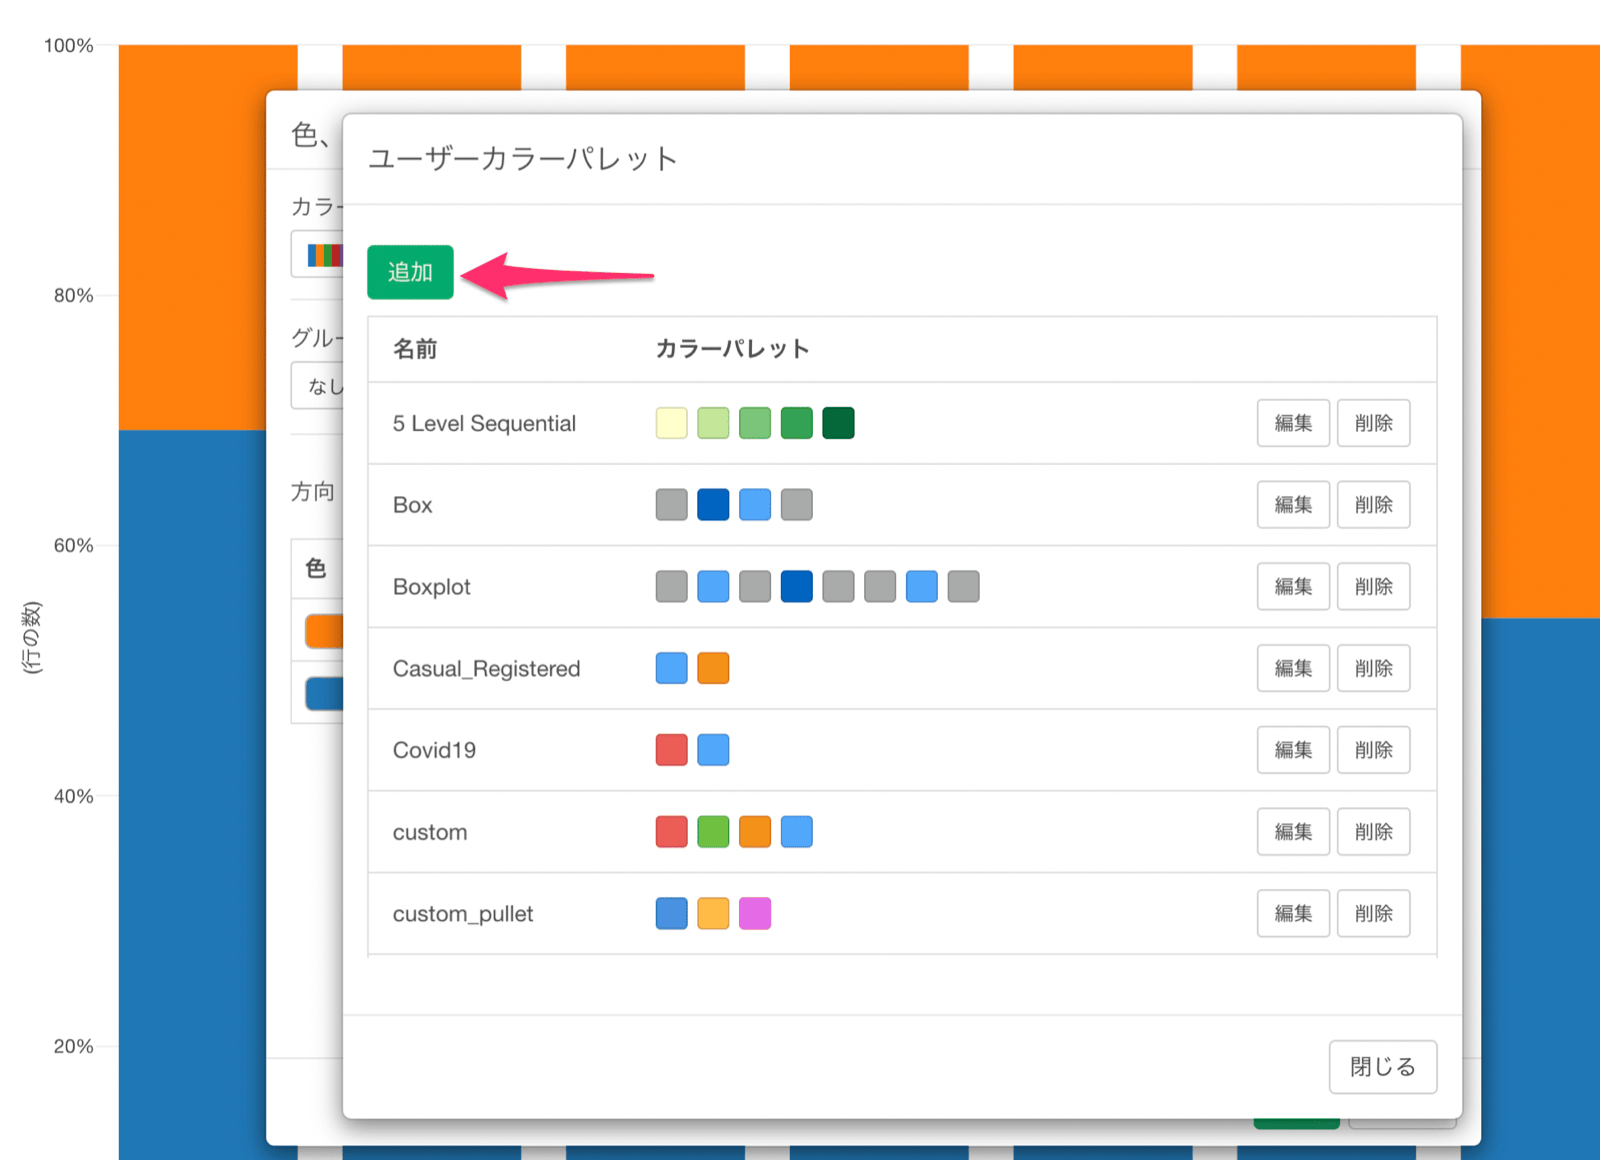 100%
80%
60%
40%
20%
(行の数)
色、
カラー
グルー
なし
方向
色
ユーザーカラーパレット
追加
名前 カラーパレット
5 Level Sequential 編集 削除
Box 編集 削除
Boxplot 編集 削除
Casual_Registered 編集 削除
Covid19 編集 削除
custom 編集 削除
custom_pullet 編集 削除
閉じる